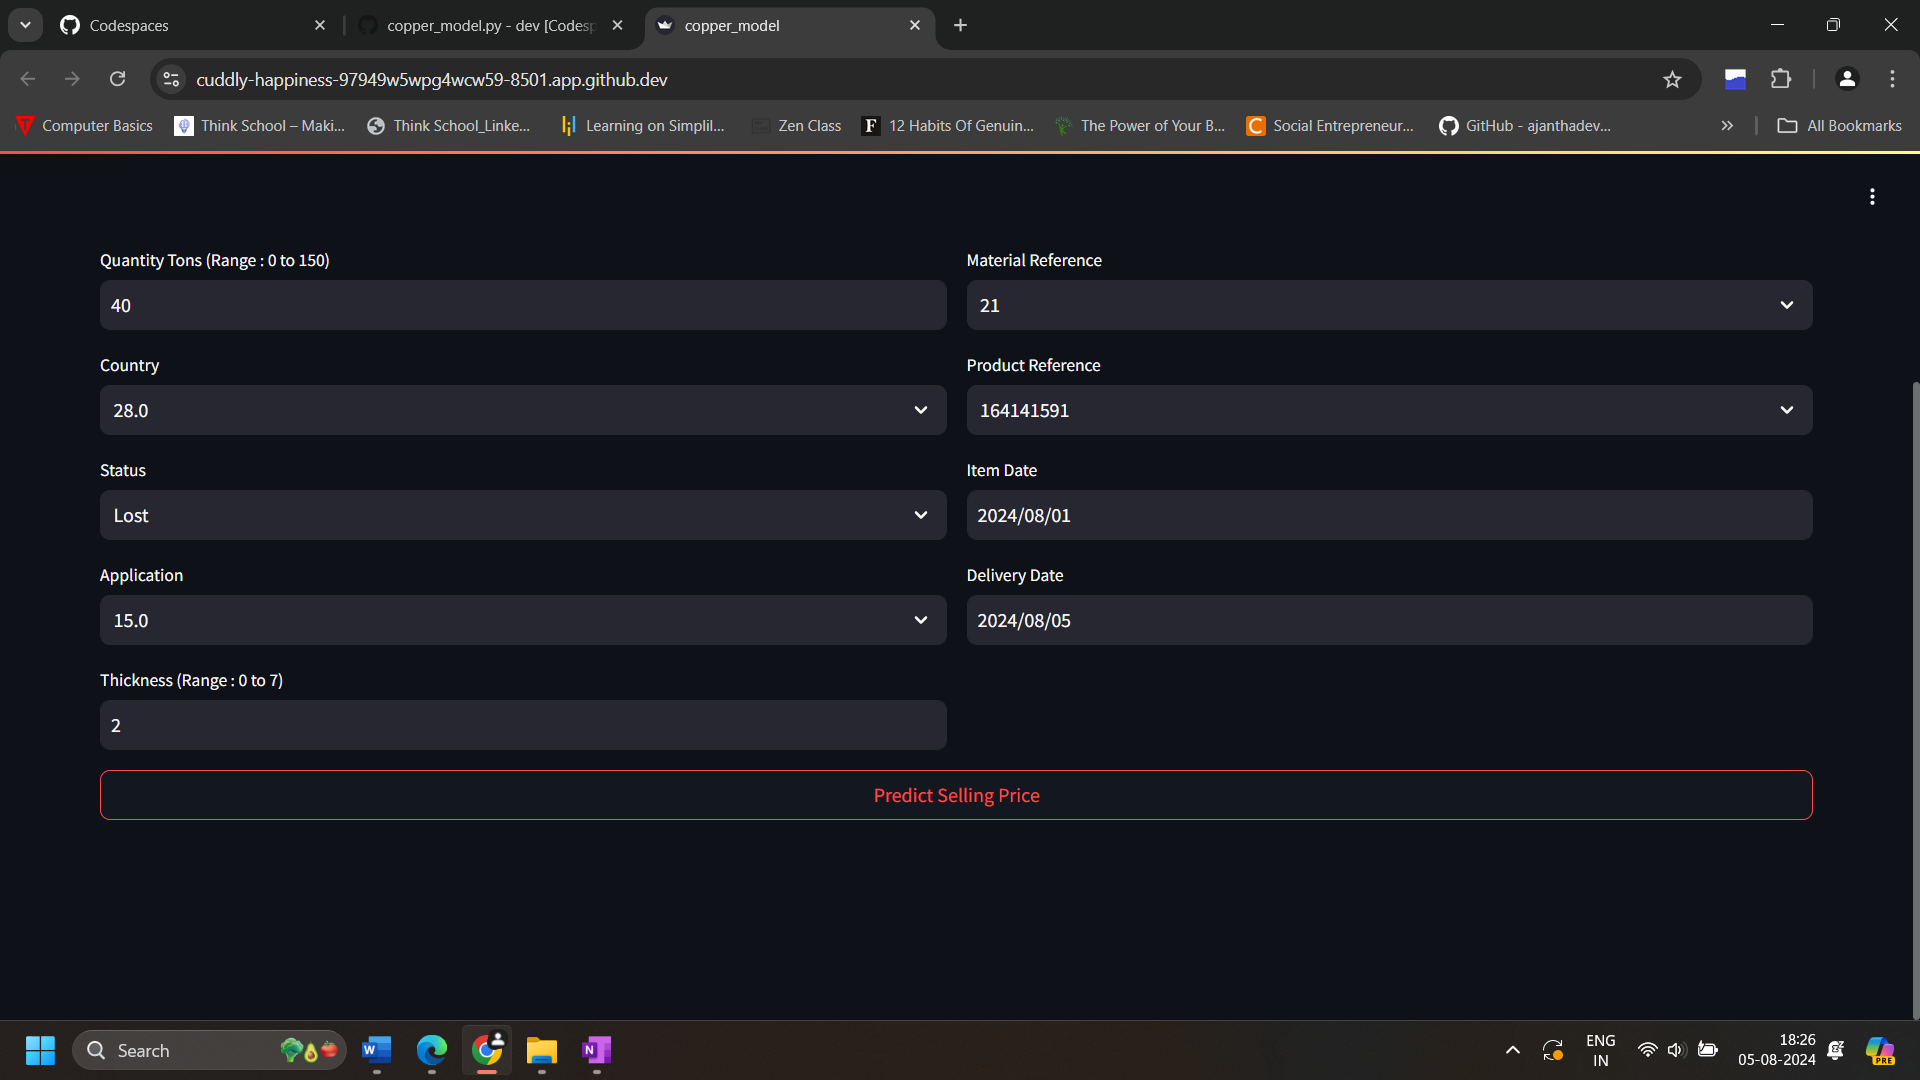 Codespaces
copper_model.py - dev [Codesp
copper_model
cuddly-happiness-97949w5wpg4wcw59-8501.app.github.dev
Computer Basics
Think School – Maki...
Think School_Linke...
Learning on Simplil...
Zen Class
12 Habits Of Genuin...
The Power of Your B...
Social Entrepreneur...
GitHub - ajanthadev...
All Bookmarks
Quantity Tons (Range : 0 to 150)
40
Material Reference
21
Country
28.0
Product Reference
164141591
Status
Lost
Item Date
2024/08/01
Application
15.0
Delivery Date
2024/08/05
Thickness (Range : 0 to 7)
2
Predict Selling Price
Search
ENG
IN
18:26
05-08-2024
PRE